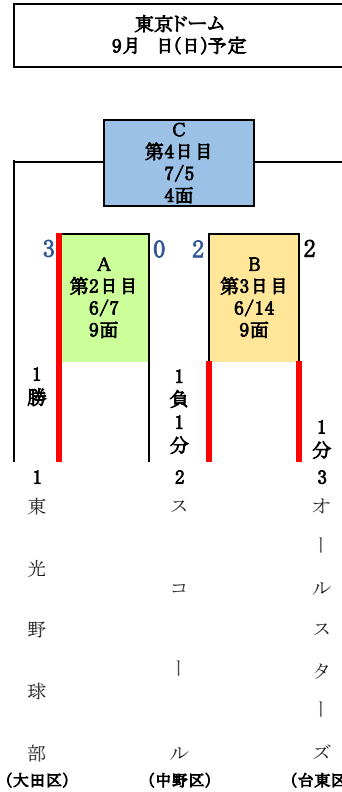 東京ドーム
9月　日(日)予定
C
第4日目
7/5
4面
3
0
2
2
A
第2日目
6/7
9面
B
第3日目
6/14
9面
1勝
1負1分
1分
1
2
3
東光野球部
スコール
オールスターズ
(大田区)
(中野区)
(台東区